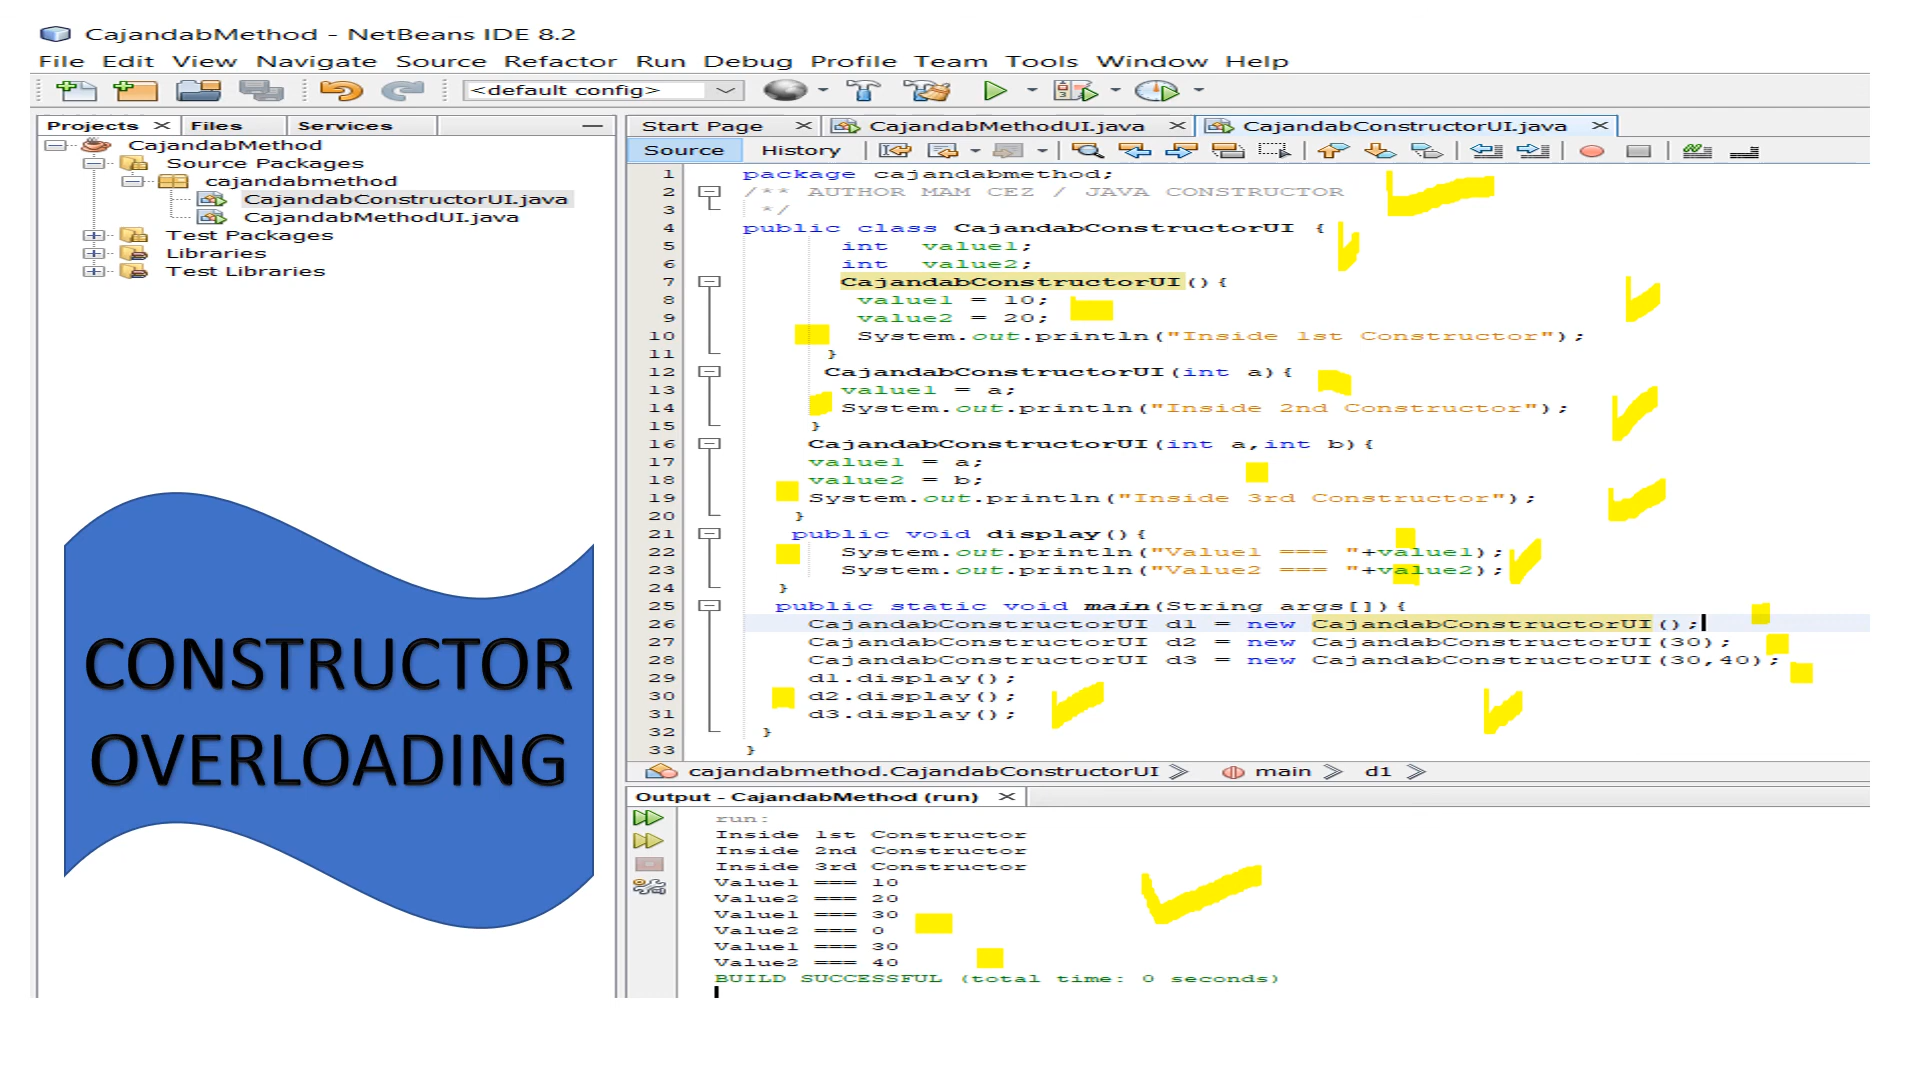 CajandabMethod - NetBeans IDE 8.2
File Edit View Navigate Source Refactor Run Debug Profile Team Tools Window Help
<default config>
Projects Files Services
CajandabMethod
Source Packages
cajandabmethod
CajandabConstructorUI.java
CajandabMethodUI.java
Test Packages
Libraries
Test Libraries
CONSTRUCTOR
OVERLOADING
Start Page CajandabMethodUI.java CajandabConstructorUI.java
Source History
1 package cajandabmethod;
2 /** AUTHOR MAM CEZ / JAVA CONSTRUCTOR
3 */
4 public class CajandabConstructorUI {
5 int value1;
6 int value2;
7 CajandabConstructorUI(){
8 value1 = 10;
9 value2 = 20;
10 System.out.println("Inside 1st Constructor");
11 }
12 CajandabConstructorUI(int a){
13 value1 = a;
14 System.out.println("Inside 2nd Constructor");
15 }
16 CajandabConstructorUI(int a,int b){
17 value1 = a;
18 value2 = b;
19 System.out.println("Inside 3rd Constructor");
20 }
21 public void display(){
22 System.out.println("Value1 === "+value1);
23 System.out.println("Value2 === "+value2);
24 }
25 public static void main(String args[]){
26 CajandabConstructorUI d1 = new CajandabConstructorUI();
27 CajandabConstructorUI d2 = new CajandabConstructorUI(30);
28 CajandabConstructorUI d3 = new CajandabConstructorUI(30,40);
29 d1.display();
30 d2.display();
31 d3.display();
32 }
33 }
cajandabmethod.CajandabConstructorUI main d1
Output - CajandabMethod (run)
run:
Inside 1st Constructor
Inside 2nd Constructor
Inside 3rd Constructor
Value1 === 10
Value2 === 20
Value1 === 30
Value2 === 0
Value1 === 30
Value2 === 40
BUILD SUCCESSFUL (total time: 0 seconds)